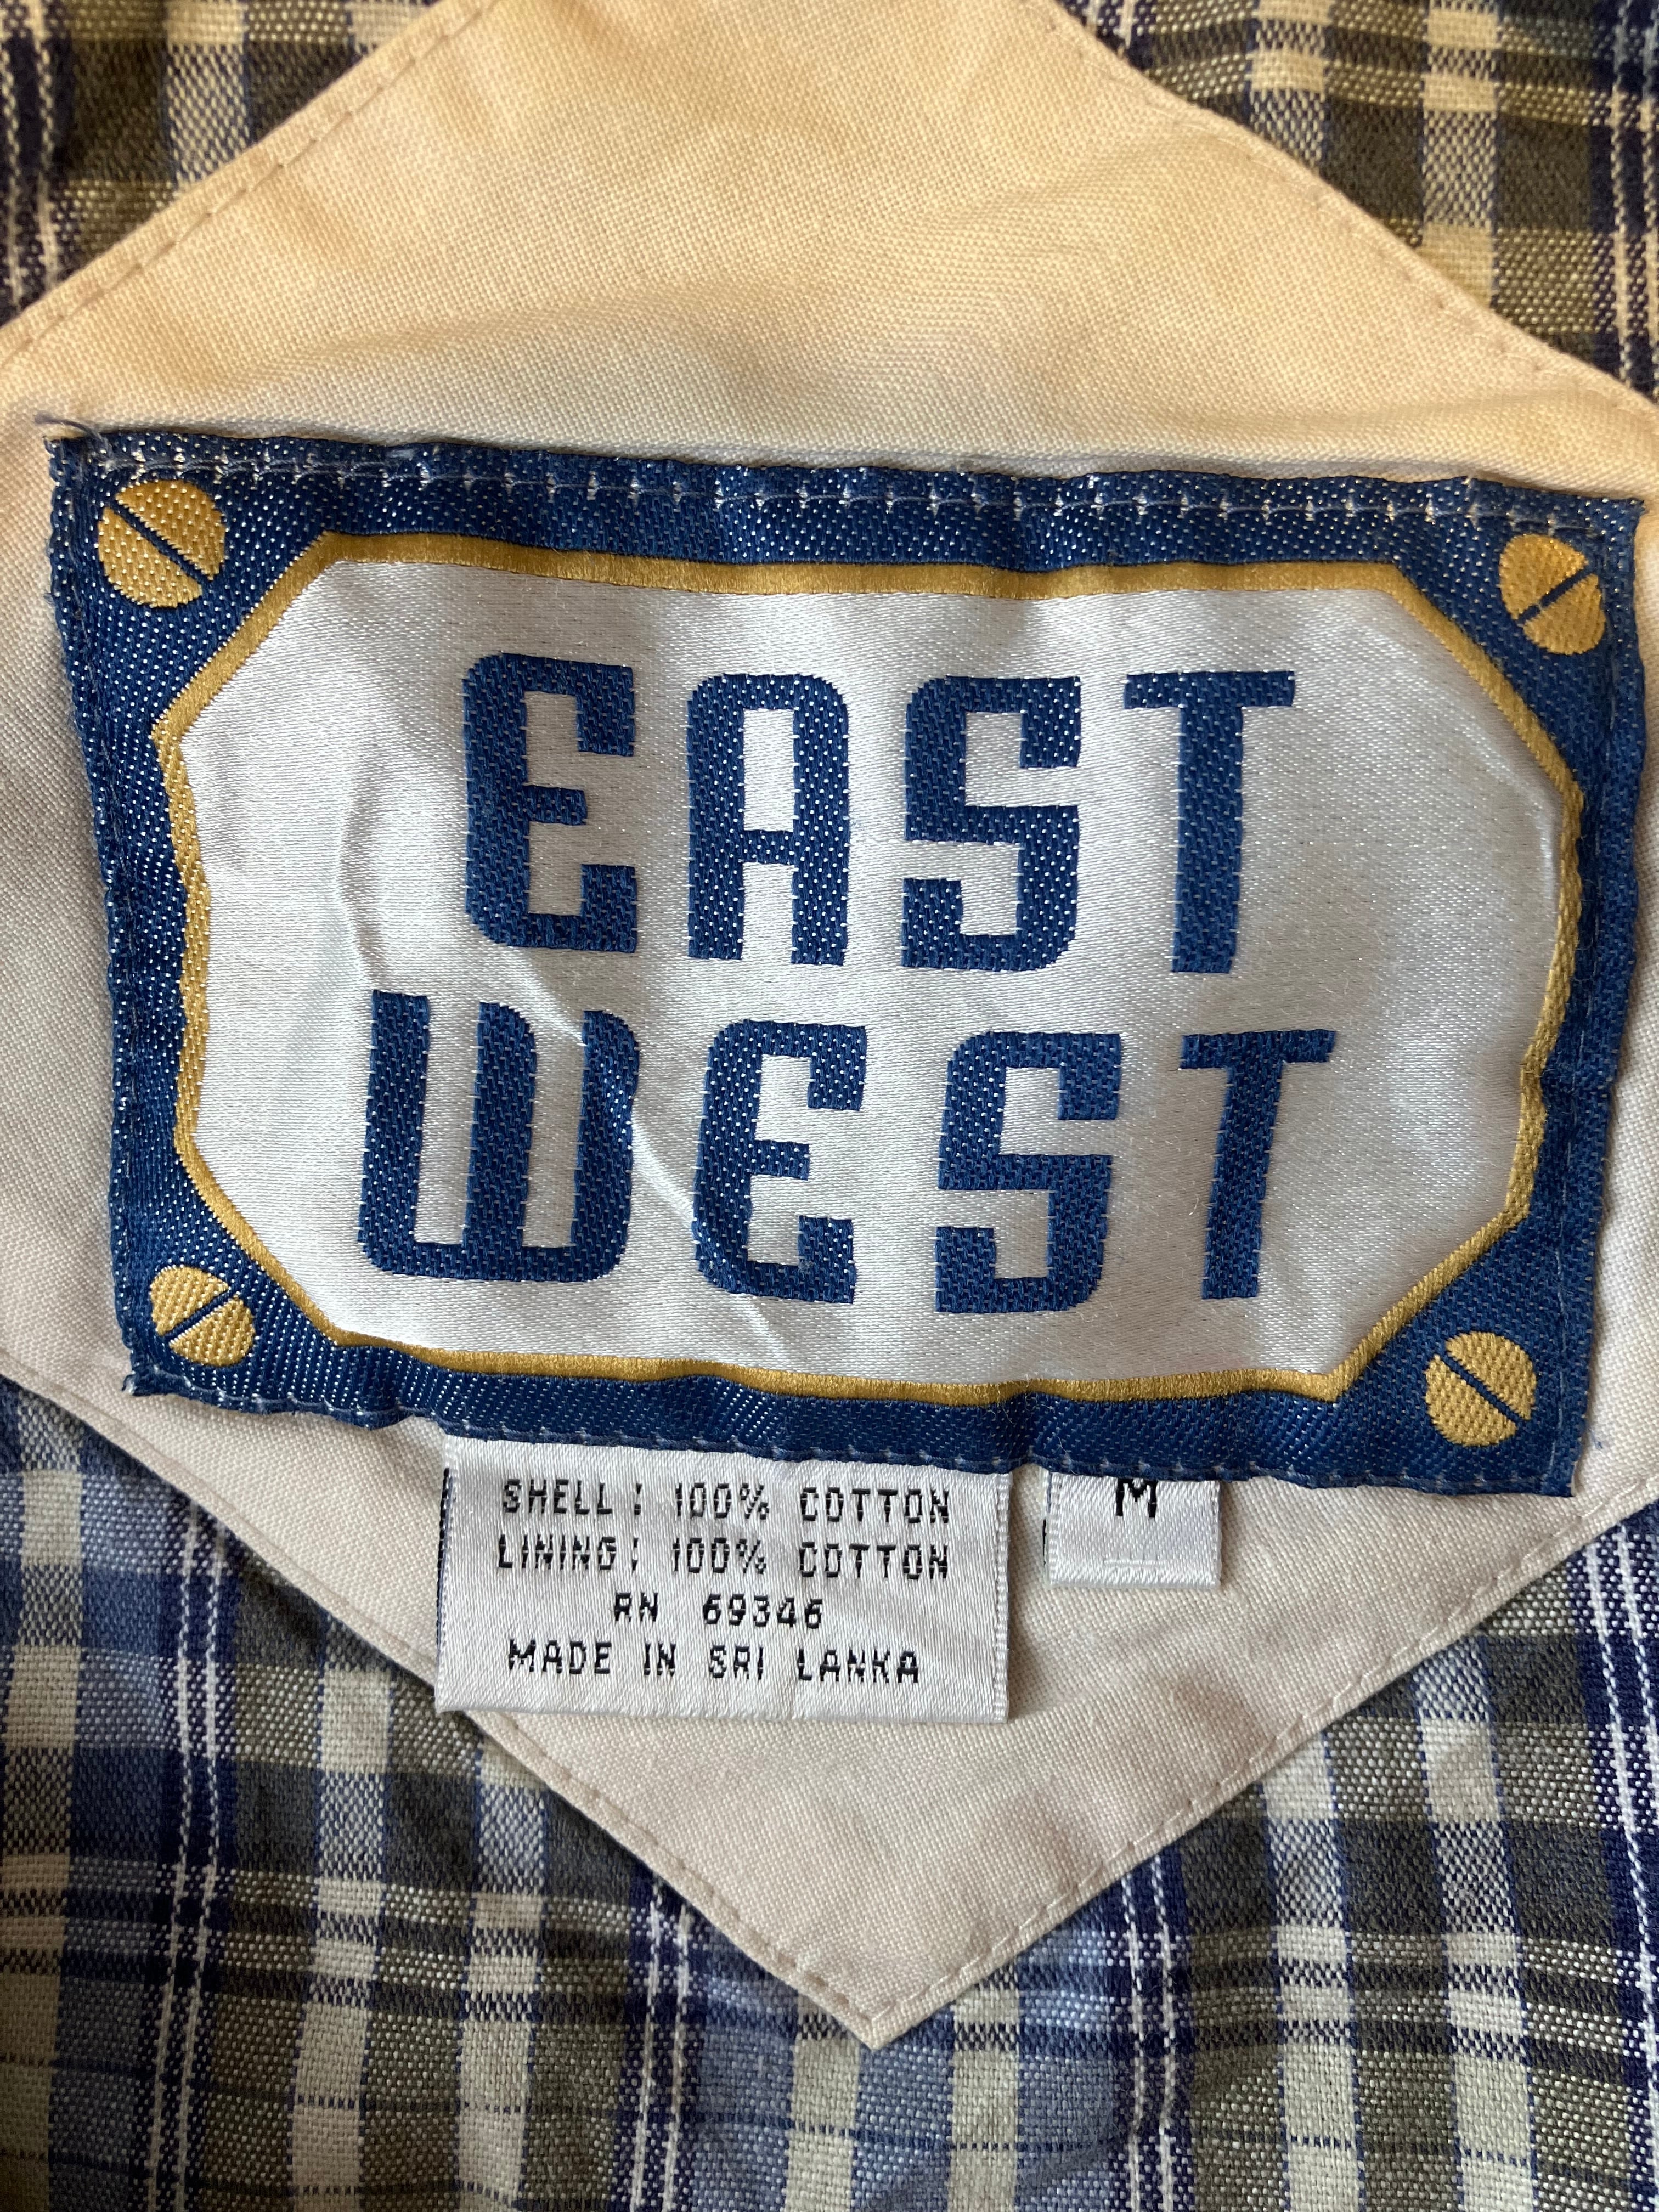 EAST
WEST
SHELL: 100% COTTON
LINING: 100% COTTON
RN 69346
MADE IN SRI LANKA
M